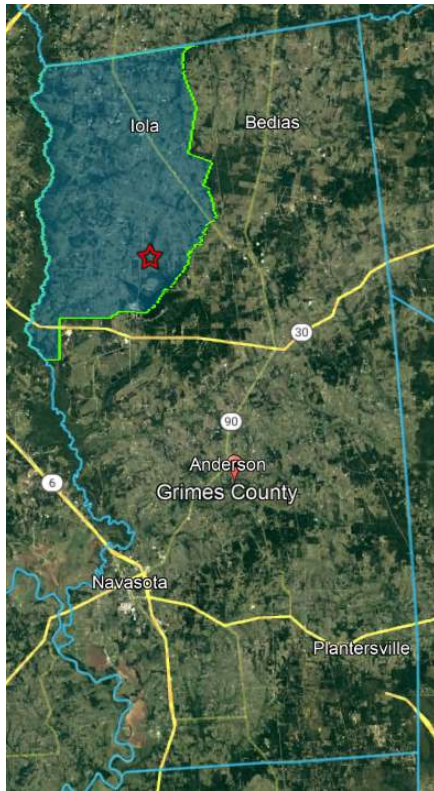 Iola
Bedias
30
90
Anderson
Grimes County
6
Navasota
Plantersville